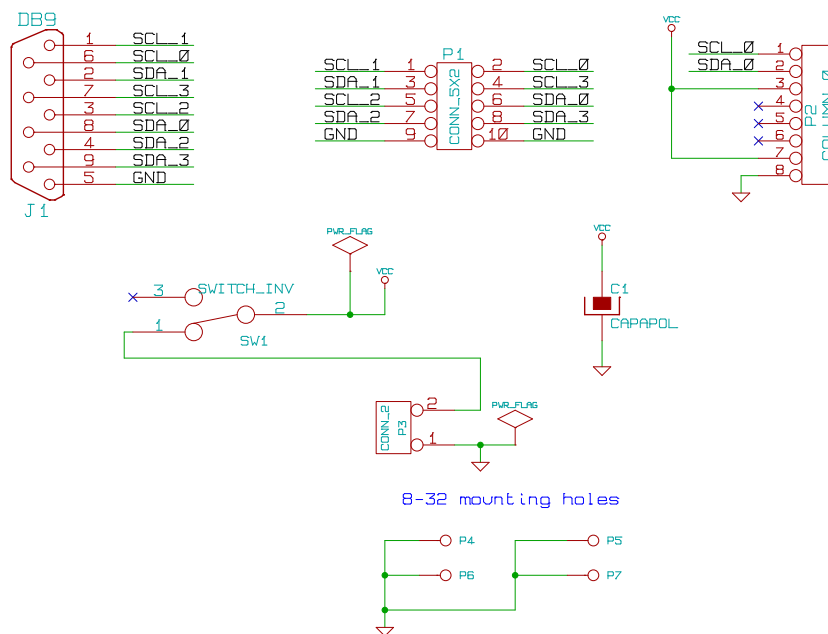 DB9
1 SCL_1
6 SCL_0
2 SDA_1
7 SCL_3
3 SCL_2
8 SDA_0
4 SDA_2
9 SDA_3
5 GND
J1
P1
CONN_5X2
SCL_1 1 2 SCL_0
SDA_1 3 4 SCL_3
SCL_2 5 6 SDA_0
SDA_2 7 8 SDA_3
GND 9 10 GND
VCC
SCL_0 1
SDA_0 2
3
4
5
6
7
8
P2
PWR_FLAG
VCC
3 SWITCH_INV
2
1
SW1
VCC
C1
CAPAPOL
CONN_2
P3
2
1
PWR_FLAG
8-32 mounting holes
P4
P5
P6
P7